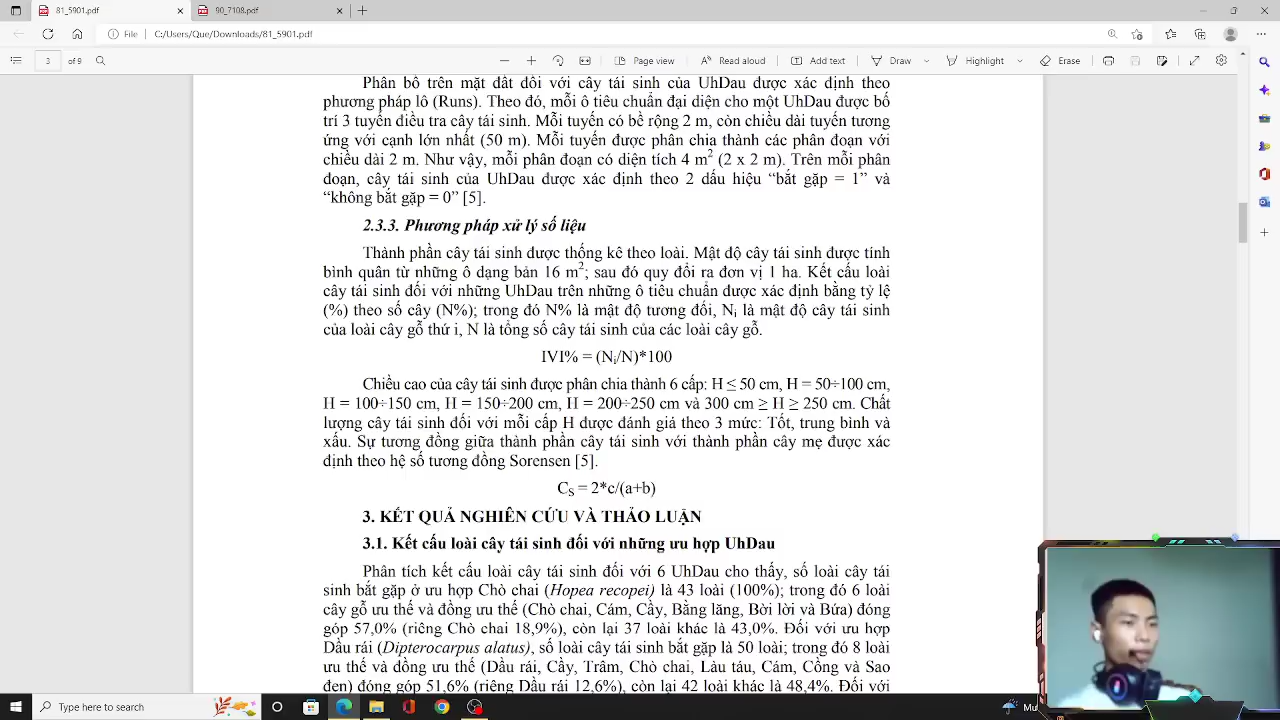 81_5901.pdf
90_7108.pdf
File
C:/Users/Que/Downloads/81_5901.pdf
3 of 9
Page view
Read aloud
Add text
Draw
Highlight
Erase
Phân bố trên mặt đất đối với cây tái sinh của UhDau được xác định theo
phương pháp lô (Runs). Theo đó, mỗi ô tiêu chuẩn đại diện cho một UhDau được bố
trí 3 tuyến điều tra cây tái sinh. Mỗi tuyến có bề rộng 2 m, còn chiều dài tuyến tương
ứng với cạnh lớn nhất (50 m). Mỗi tuyến được phân chia thành các phân đoạn với
chiều dài 2 m. Như vậy, mỗi phân đoạn có diện tích 4 m2 (2 x 2 m). Trên mỗi phân
đoạn, cây tái sinh của UhDau được xác định theo 2 dấu hiệu “bắt gặp = 1” và
“không bắt gặp = 0” [5].
2.3.3. Phương pháp xử lý số liệu
Thành phần cây tái sinh được thống kê theo loài. Mật độ cây tái sinh được tính
bình quân từ những ô dạng bản 16 m2; sau đó quy đổi ra đơn vị 1 ha. Kết cấu loài
cây tái sinh đối với những UhDau trên những ô tiêu chuẩn được xác định bằng tỷ lệ
(%) theo số cây (N%); trong đó N% là mật độ tương đối, Ni là mật độ cây tái sinh
của loài cây gỗ thứ i, N là tổng số cây tái sinh của các loài cây gỗ.
IVI% = (Ni/N)*100
Chiều cao của cây tái sinh được phân chia thành 6 cấp: H ≤ 50 cm, H = 50÷100 cm,
H = 100÷150 cm, H = 150÷200 cm, H = 200÷250 cm và 300 cm ≥ H ≥ 250 cm. Chất
lượng cây tái sinh đối với mỗi cấp H được đánh giá theo 3 mức: Tốt, trung bình và
xấu. Sự tương đồng giữa thành phần cây tái sinh với thành phần cây mẹ được xác
định theo hệ số tương đồng Sorensen [5].
CS = 2*c/(a+b)
3. KẾT QUẢ NGHIÊN CỨU VÀ THẢO LUẬN
3.1. Kết cấu loài cây tái sinh đối với những ưu hợp UhDau
Phân tích kết cấu loài cây tái sinh đối với 6 UhDau cho thấy, số loài cây tái
sinh bắt gặp ở ưu hợp Chò chai (Hopea recopei) là 43 loài (100%); trong đó 6 loài
cây gỗ ưu thế và đồng ưu thế (Chò chai, Cám, Cầy, Bằng lăng, Bời lời và Bứa) đóng
góp 57,0% (riêng Chò chai 18,9%), còn lại 37 loài khác là 43,0%. Đối với ưu hợp
Dầu rái (Dipterocarpus alatus), số loài cây tái sinh bắt gặp là 50 loài; trong đó 8 loài
ưu thế và đồng ưu thế (Dầu rái, Cầy, Trâm, Chò chai, Làu táu, Cám, Cồng và Sao
đen) đóng góp 51,6% (riêng Dầu rái 12,6%), còn lại 42 loài khác là 48,4%. Đối với
Type here to search